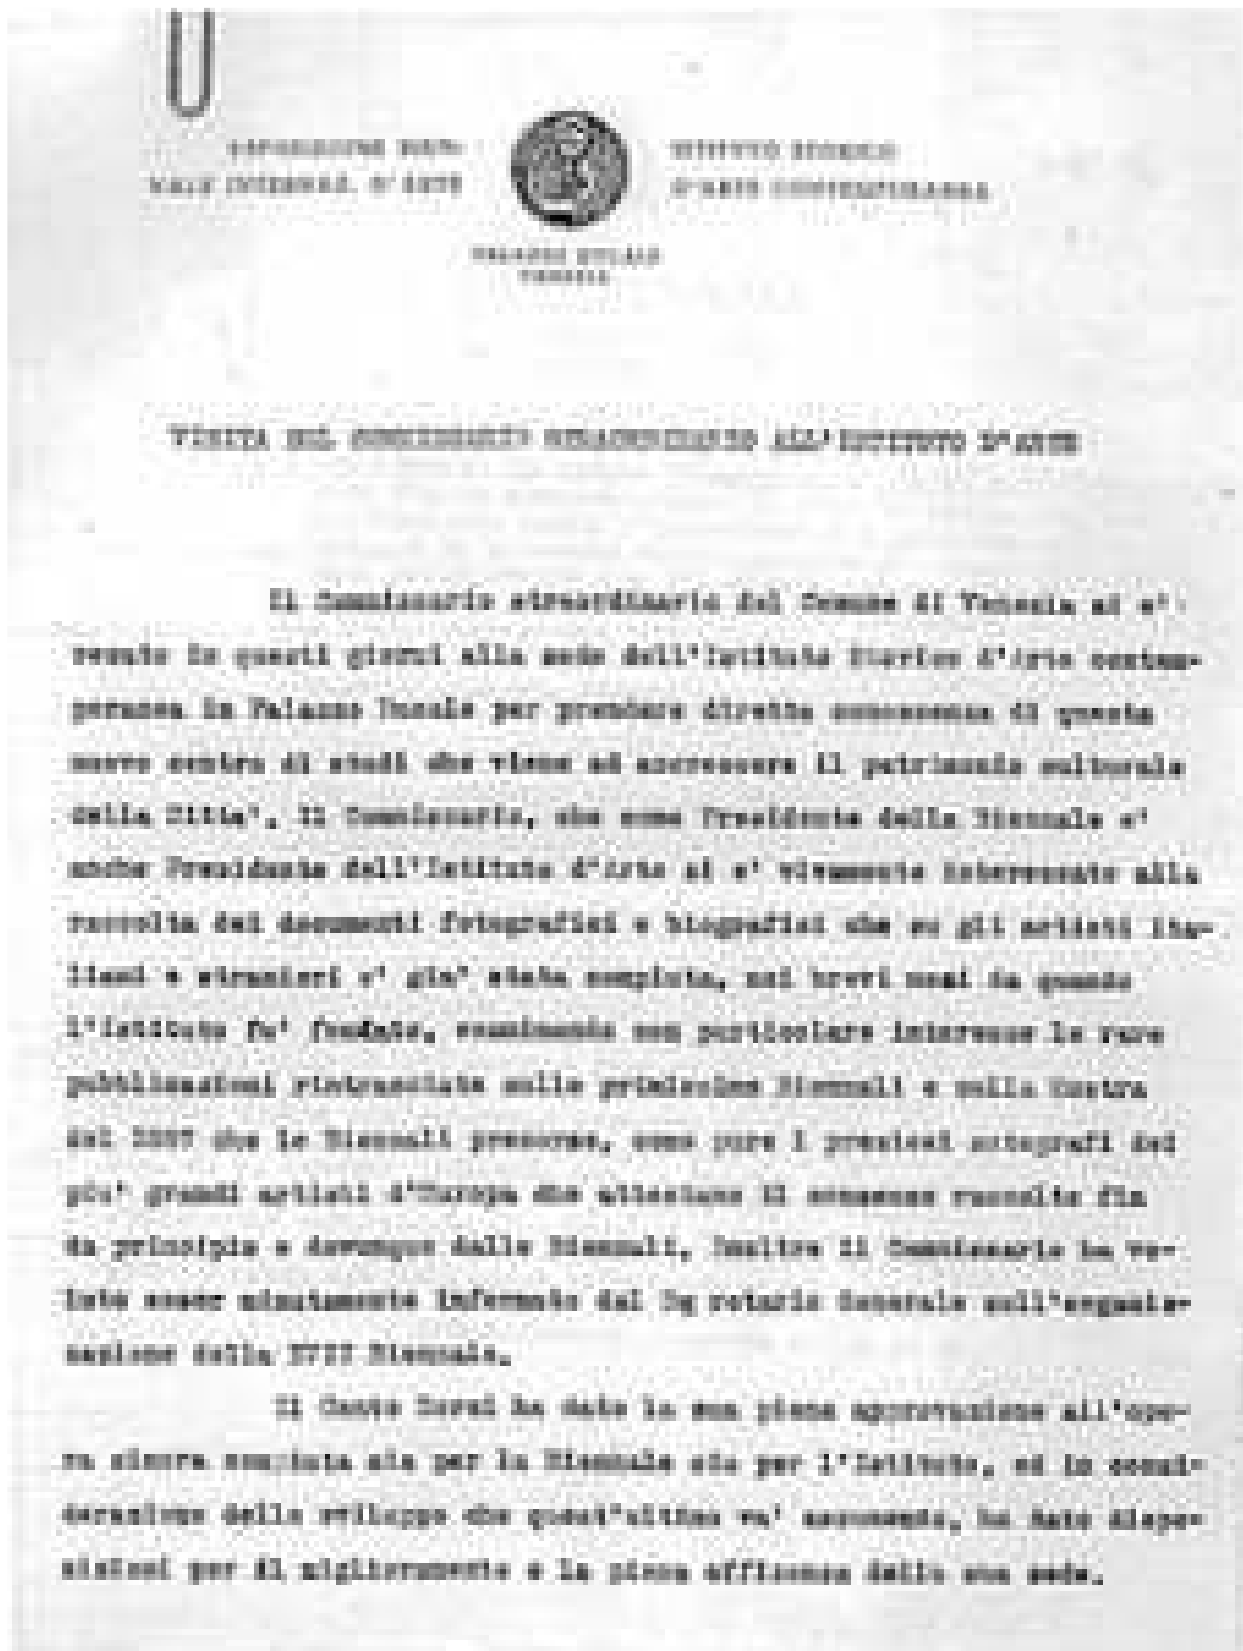 ESPOSIZIONE BIEN-
NALE INTERNAZ. D'ARTE
ISTITUTO STORICO
D'ARTE CONTEMPORANEA
PALAZZO DUCALE
VENEZIA
VISITA DEL COMMISSARIO STRAORDINARIO ALL'ISTITUTO D'ARTE
Il Commissario straordinario del Comune di Venezia si e'
recato in questi giorni alla sede dell'Istituto Storico d'Arte contem-
poranea in Palazzo Ducale per prendere diretta conoscenza di questo
nuovo centro di studi che viene ad accrescere il patrimonio culturale
della Citta'. Il Commissario, che come Presidente della Biennale e'
anche Presidente dell'Istituto d'Arte si e' vivamente interessato alla
raccolta dei documenti fotografici e biografici che su gli artisti ita-
liani e stranieri e' gia' stata compiuta, nei brevi mesi da quando
l'Istituto fu' fondato, esaminando con particolare interesse le rare
pubblicazioni rintracciate sulle primissime Biennali e sulla Mostra
del 1887 che le Biennali precorse, come pure i preziosi autografi dei
piu' grandi artisti d'Europa che attestano il consenso raccolto fin
da principio e dovunque dalle Biennali. Inoltre il Commissario ha vo-
luto esser minutamente informato dal Segretario Generale sull'organiz-
zazione della XVII Biennale.
Il Conte Zorzi ha dato la sua piena approvazione all'ope-
ra sinora compiuta sia per la Biennale sia per l'Istituto, ed in consi-
derazione dello sviluppo che quest'ultimo va' assumendo, ha dato dispo-
sizioni per il miglioramento e la piena efficenza della sua sede.